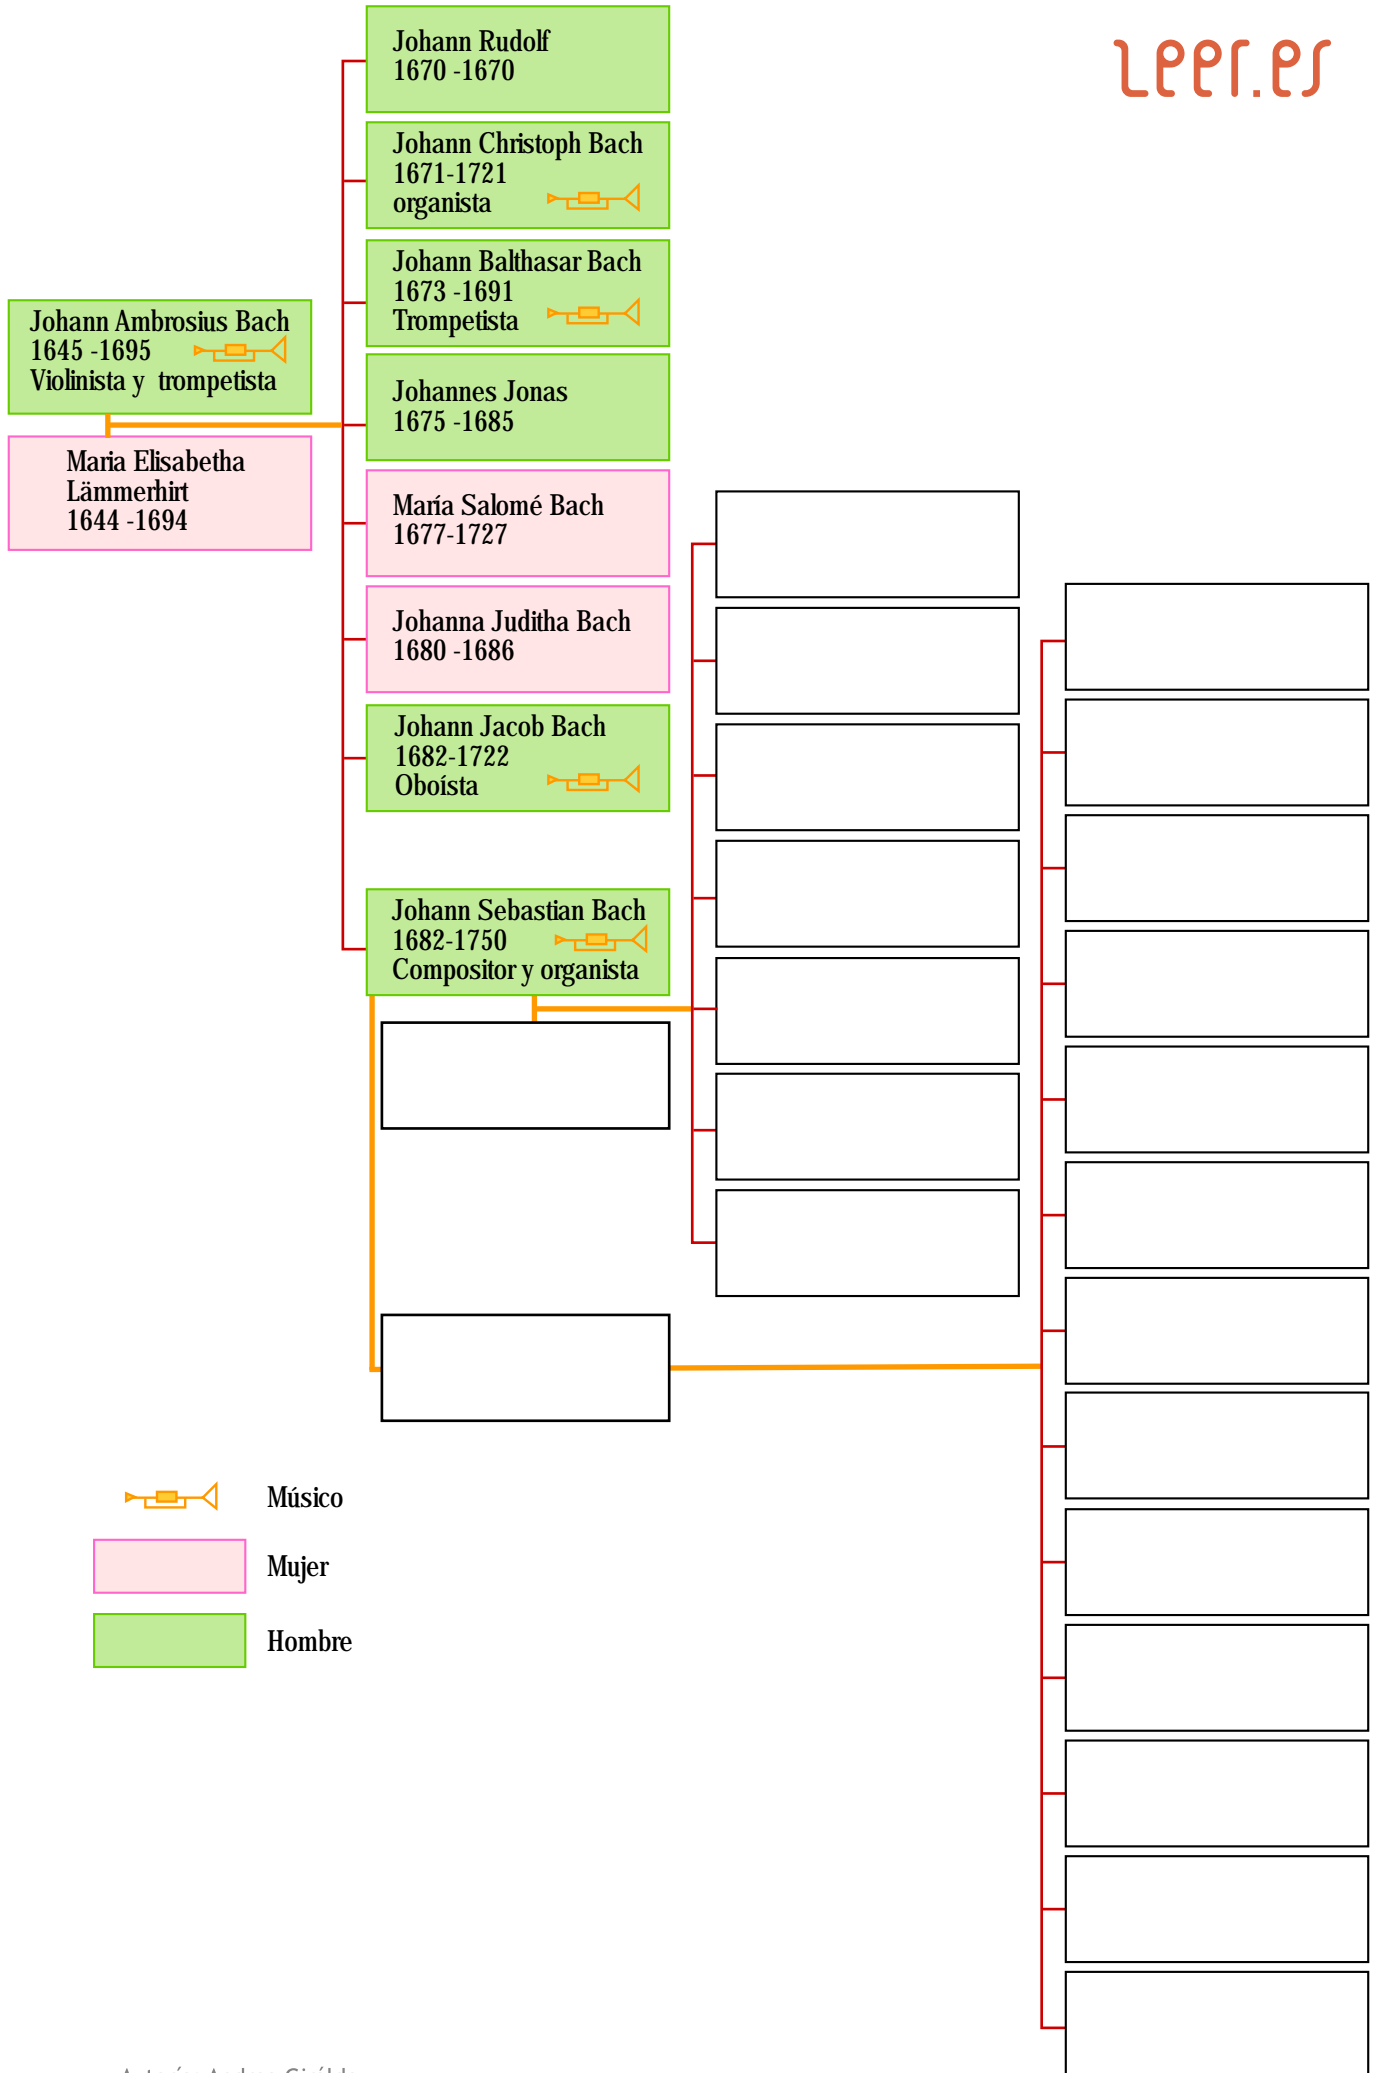 leer.es
Johann Rudolf
1670 -1670
Johann Christoph Bach
1671-1721
organista
Johann Balthasar Bach
1673 -1691
Trompetista
Johann Ambrosius Bach
1645 -1695
Violinista y trompetista
Maria Elisabetha
Lämmerhirt
1644 -1694
Johannes Jonas
1675 -1685
María Salomé Bach
1677-1727
Johanna Juditha Bach
1680 -1686
Johann Jacob Bach
1682-1722
Oboísta
Johann Sebastian Bach
1682-1750
Compositor y organista
Músico
Mujer
Hombre